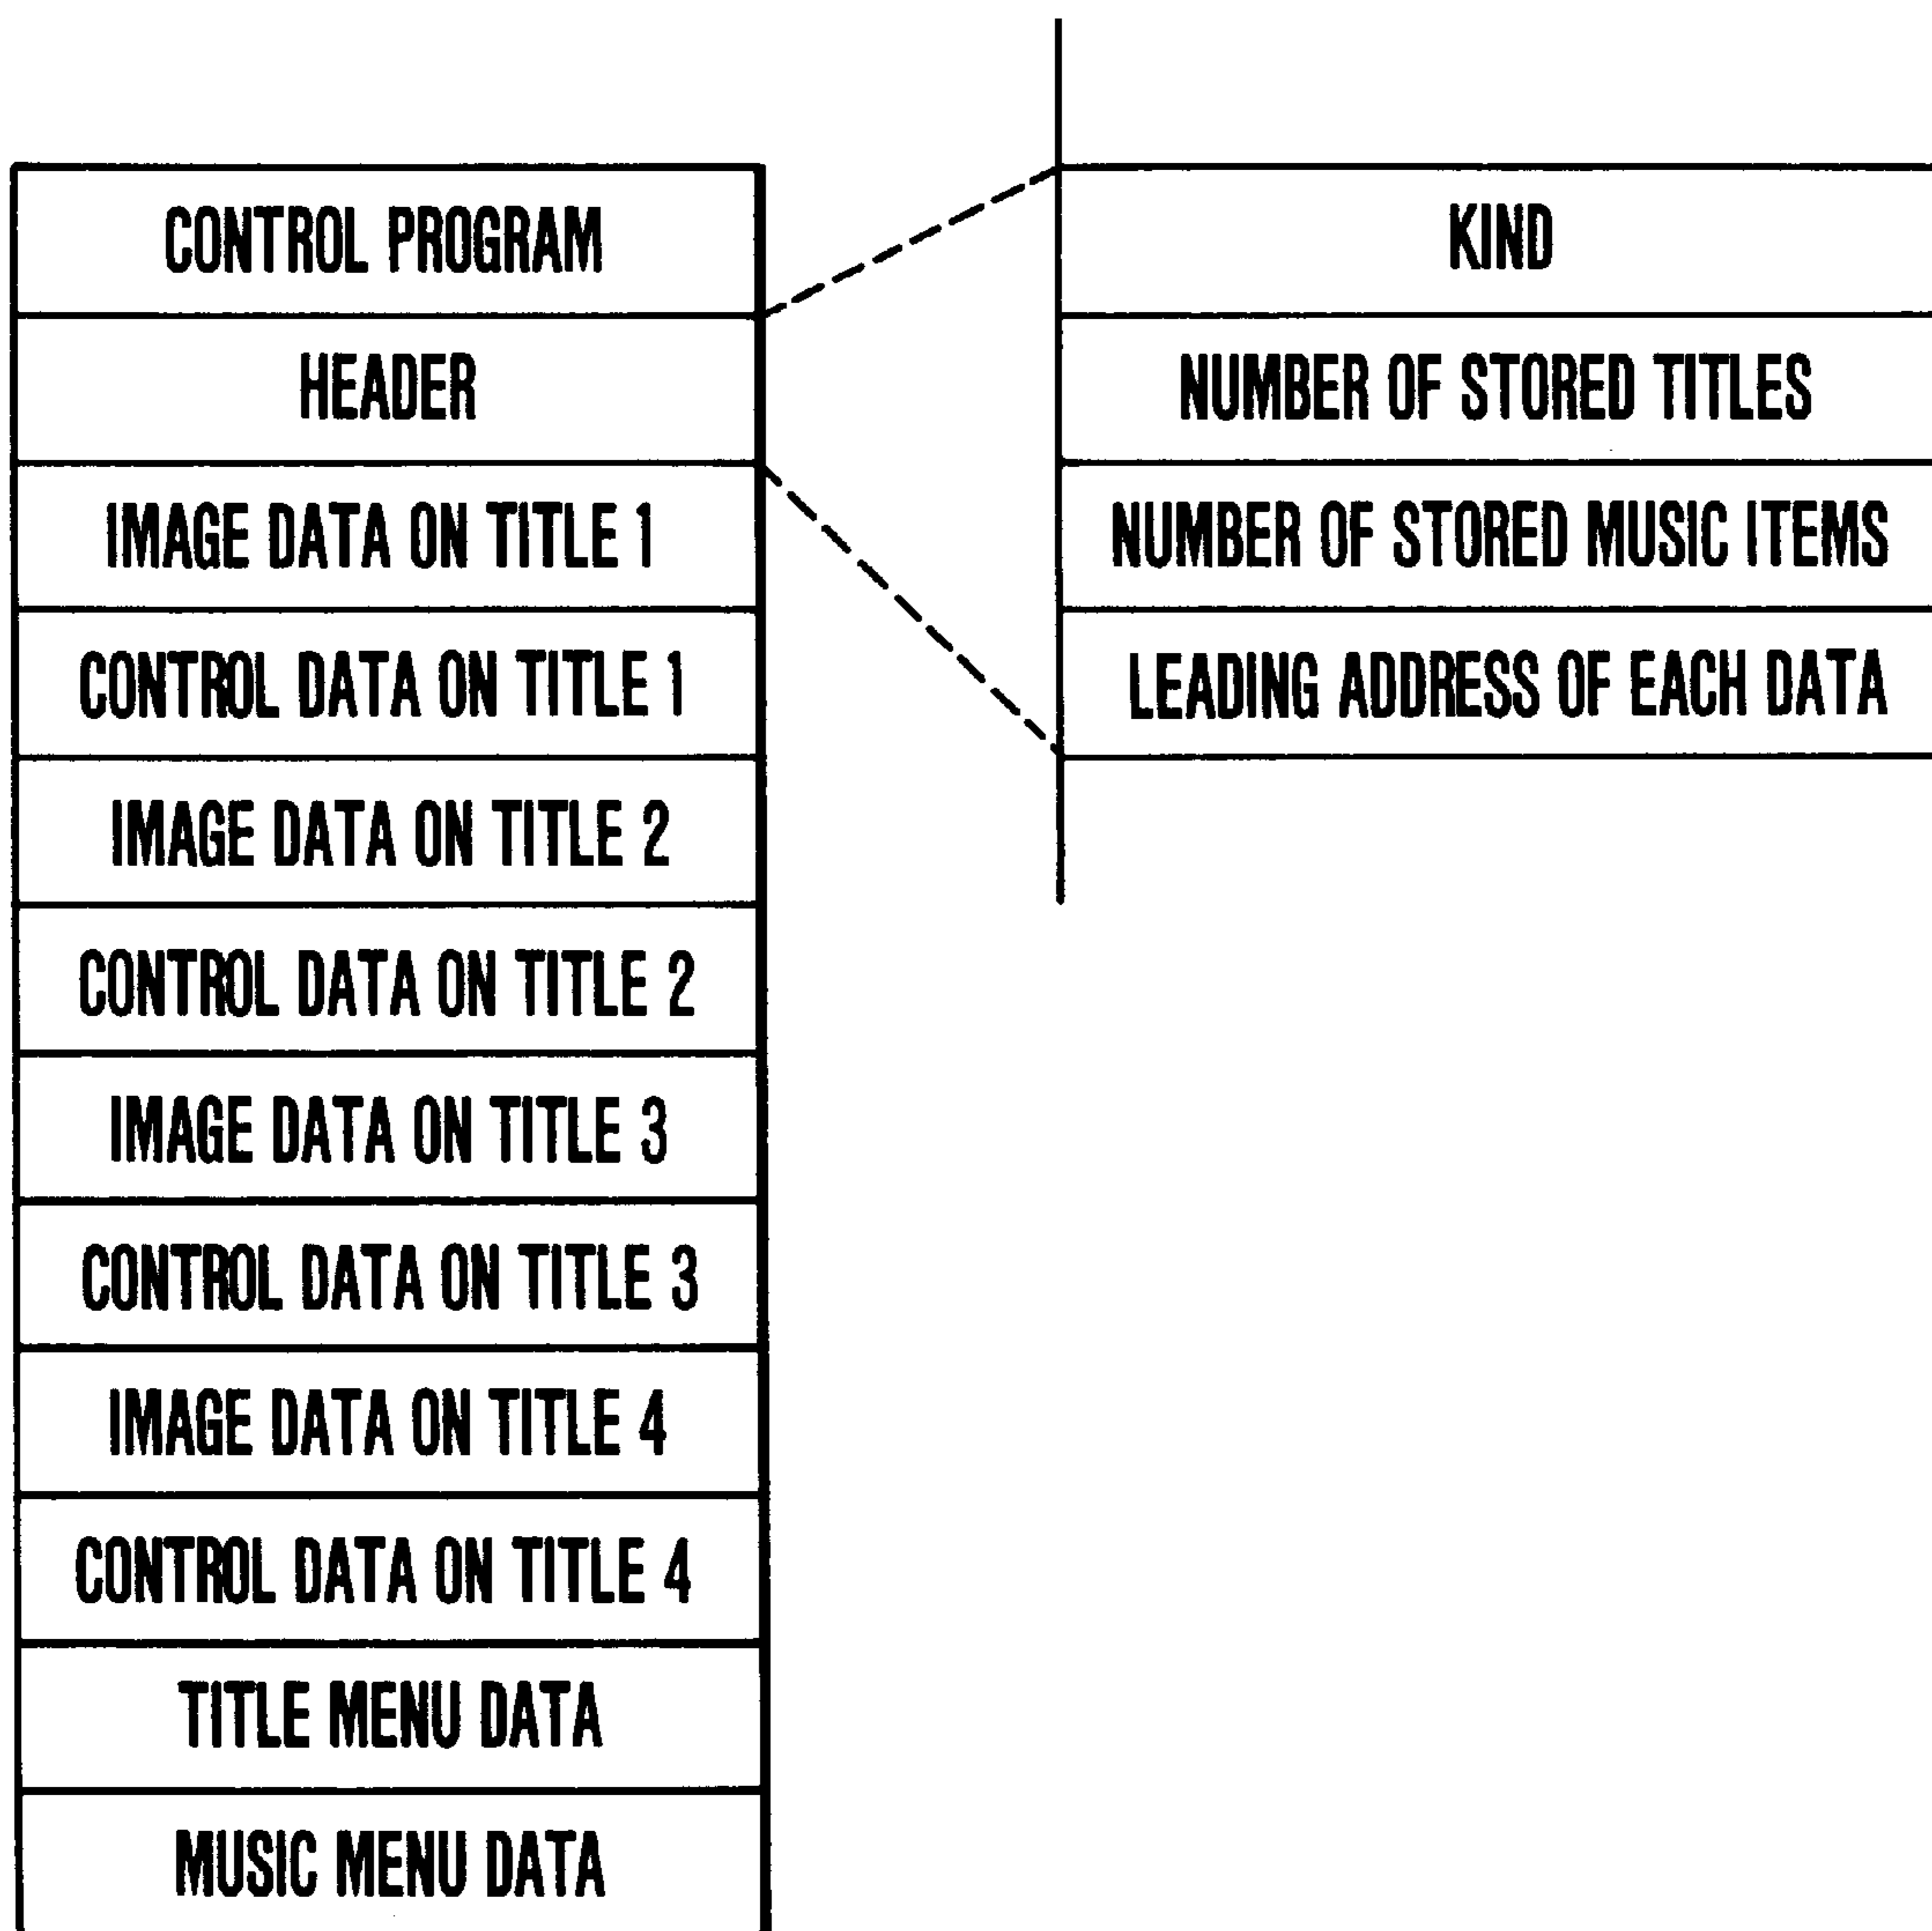 CONTROL PROGRAM
HEADER
IMAGE DATA ON TITLE 1
CONTROL DATA ON TITLE 1
IMAGE DATA ON TITLE 2
CONTROL DATA ON TITLE 2
IMAGE DATA ON TITLE 3
CONTROL DATA ON TITLE 3
IMAGE DATA ON TITLE 4
CONTROL DATA ON TITLE 4
TITLE MENU DATA
MUSIC MENU DATA
KIND
NUMBER OF STORED TITLES
NUMBER OF STORED MUSIC ITEMS
LEADING ADDRESS OF EACH DATA